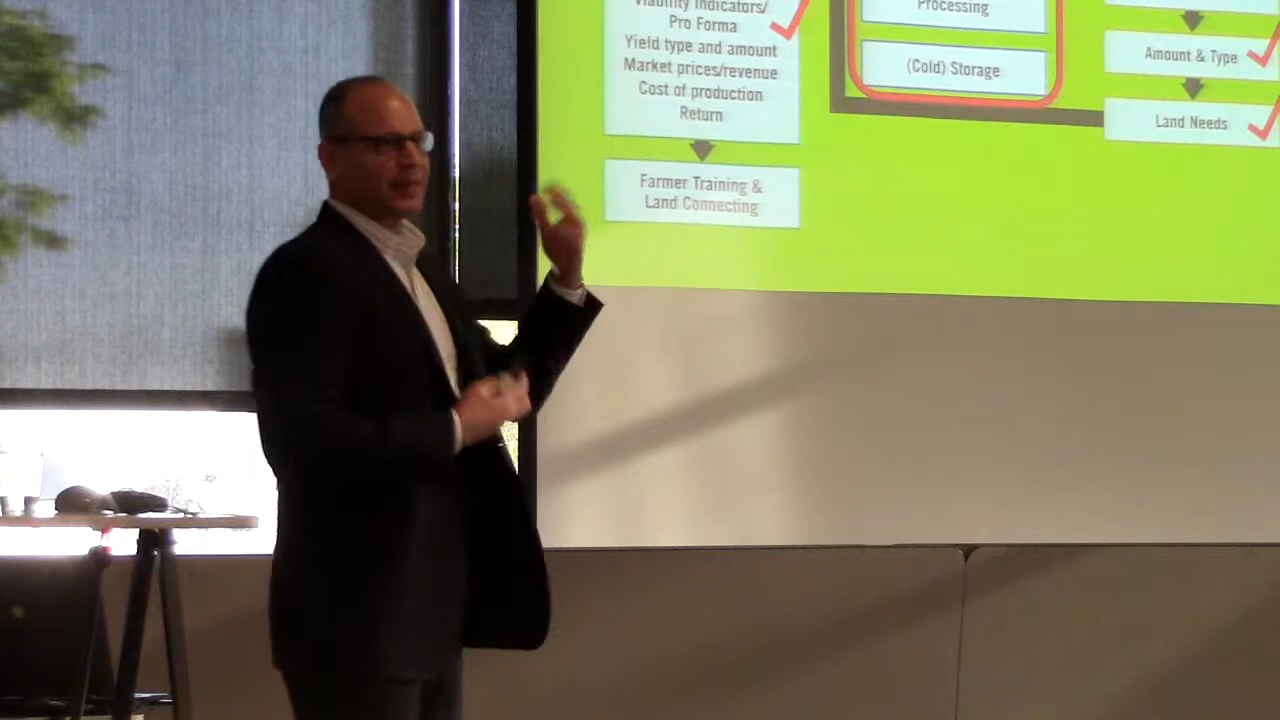 Viability Indicators/
Pro Forma
Yield type and amount
Market prices/revenue
Cost of production
Return
Farmer Training &
Land Connecting
Processing
(Cold) Storage
Amount & Type
Land Needs